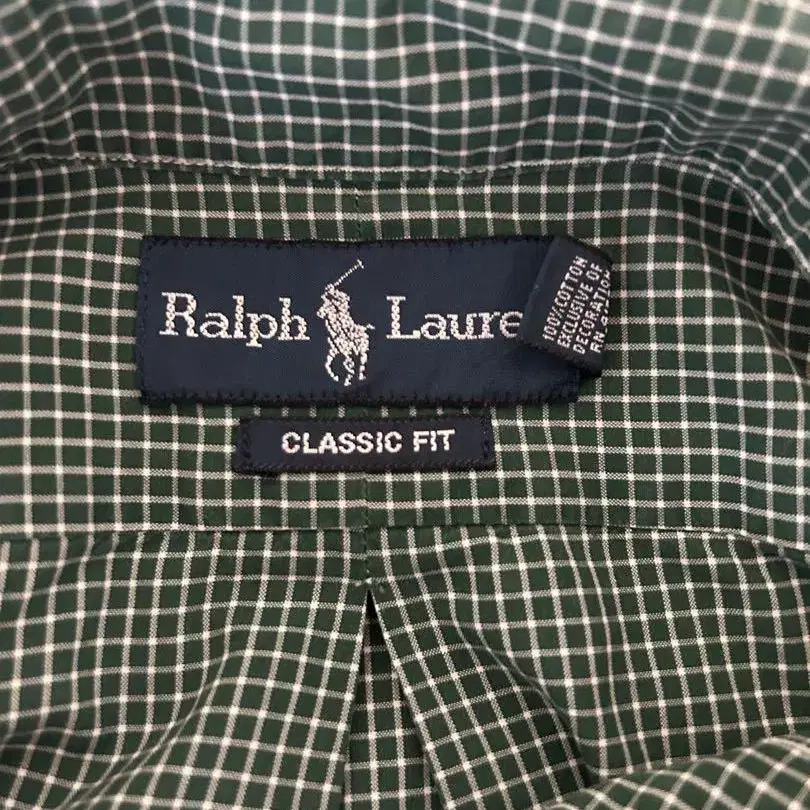 Ralph Laure
100% COTTON
EXCLUSIVE OF
DECORATION
CLASSIC FIT